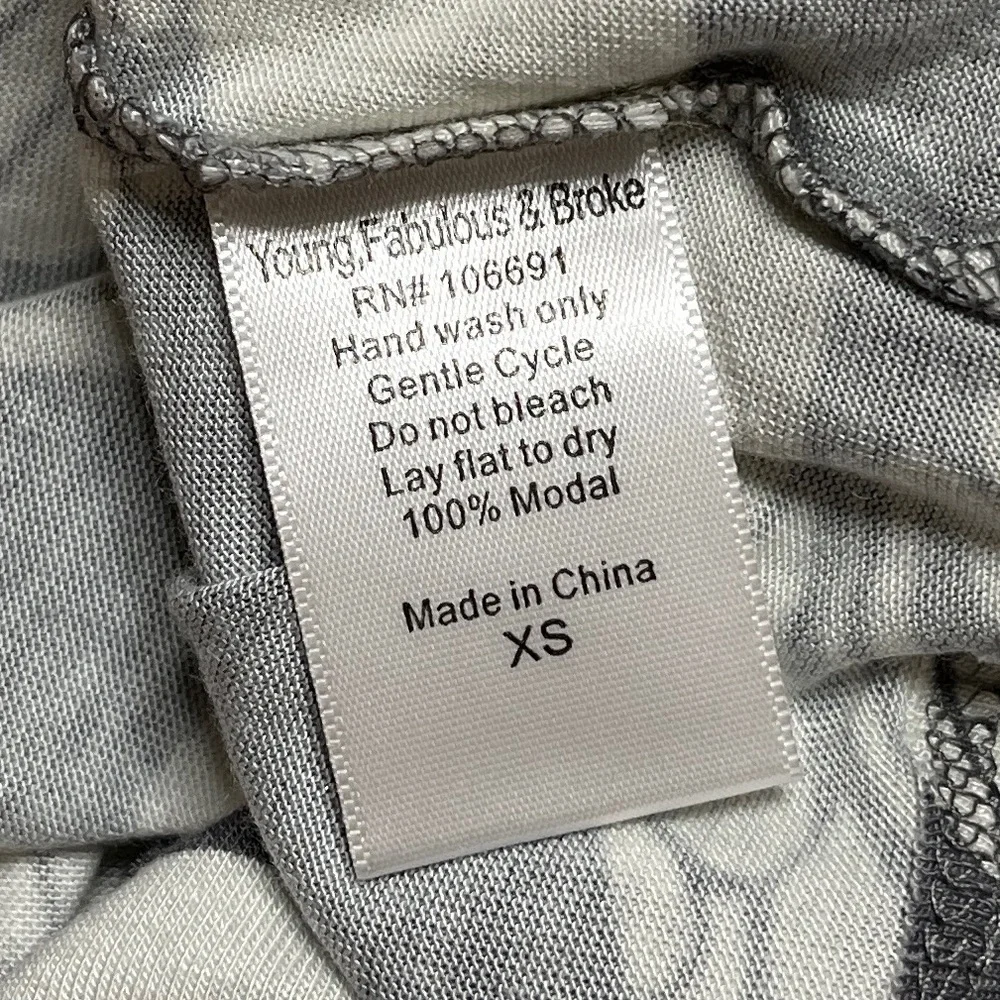 Young,Fabulous & Broke
RN# 106691
Hand wash only
Gentle Cycle
Do not bleach
Lay flat to dry
100% Modal
Made in China
XS